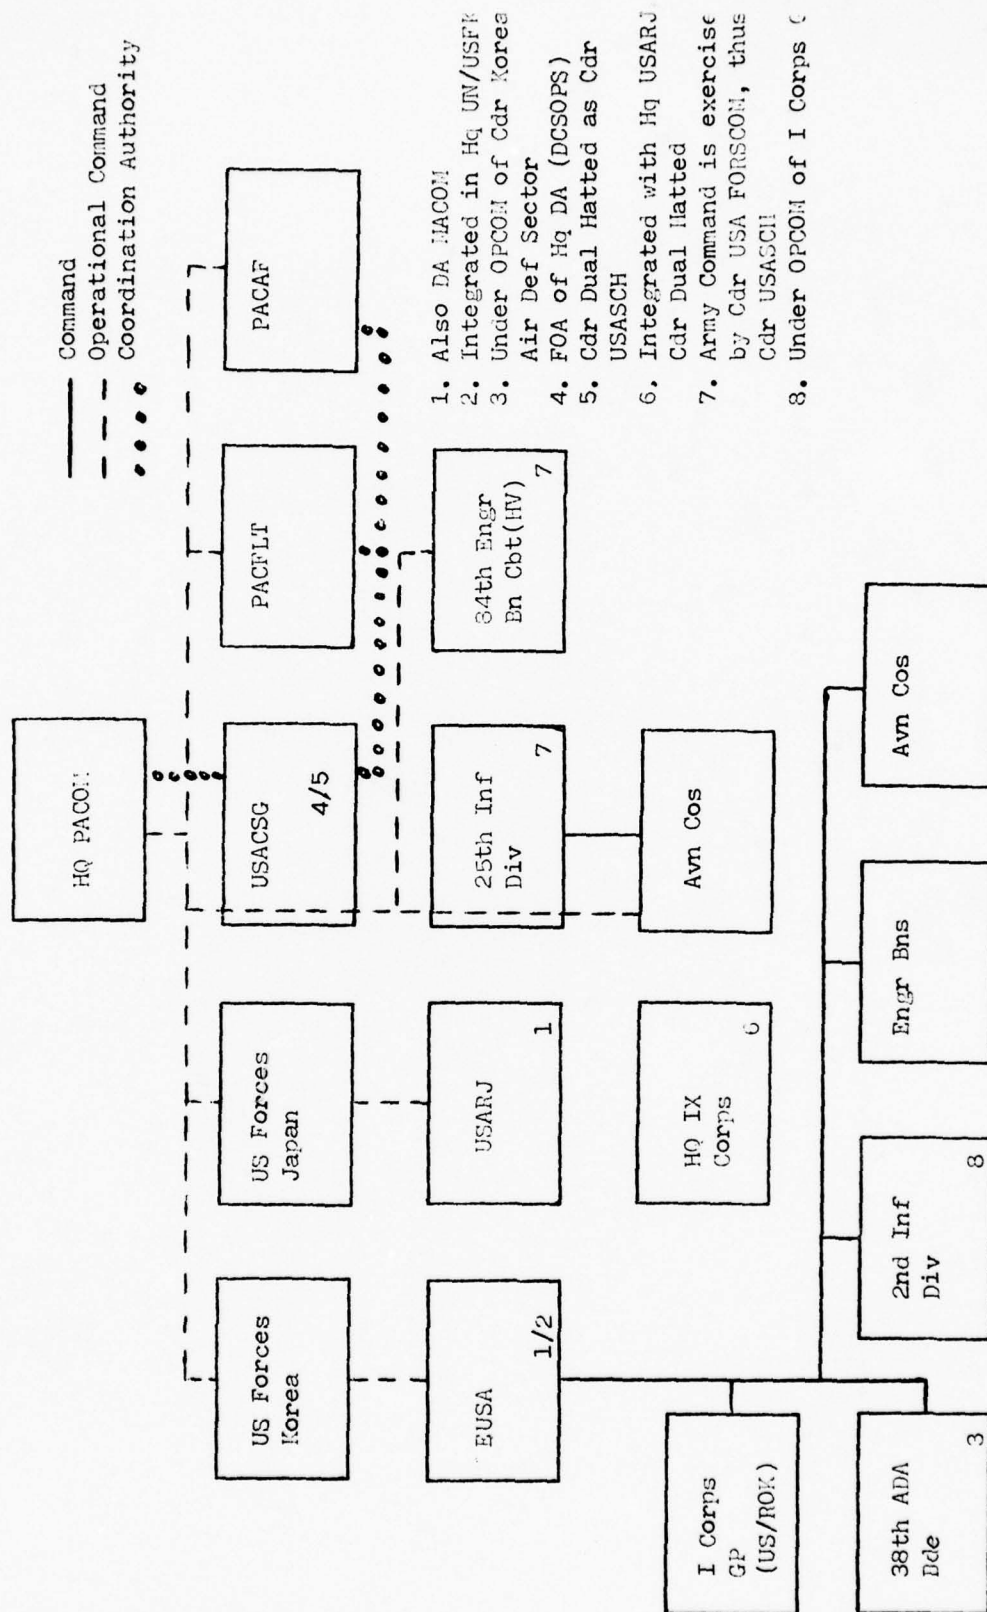 HQ PACOM
Command
Operational Command
Coordination Authority
US Forces
Korea
US Forces
Japan
USACSG
4/5
PACFLT
PACAF
EUSA
1/2
USARJ
1
25th Inf
Div
7
34th Engr
Bn Cbt(HV)
7
I Corps
GP
(US/ROK)
HQ IX
Corps
6
Avn Cos
38th ADA
Bde
3
2nd Inf
Div
8
Engr Bns
Avn Cos
1. Also DA MACOM
2. Integrated in Hq UN/USFK
3. Under OPCOM of Cdr Korea
Air Def Sector
4. FOA of Hq DA (DCSOPS)
5. Cdr Dual Hatted as Cdr
USASCH
6. Integrated with Hq USARJ
Cdr Dual Hatted
7. Army Command is exercise
by Cdr USA FORSCOM, thus
Cdr USASCH
8. Under OPCOM of I Corps